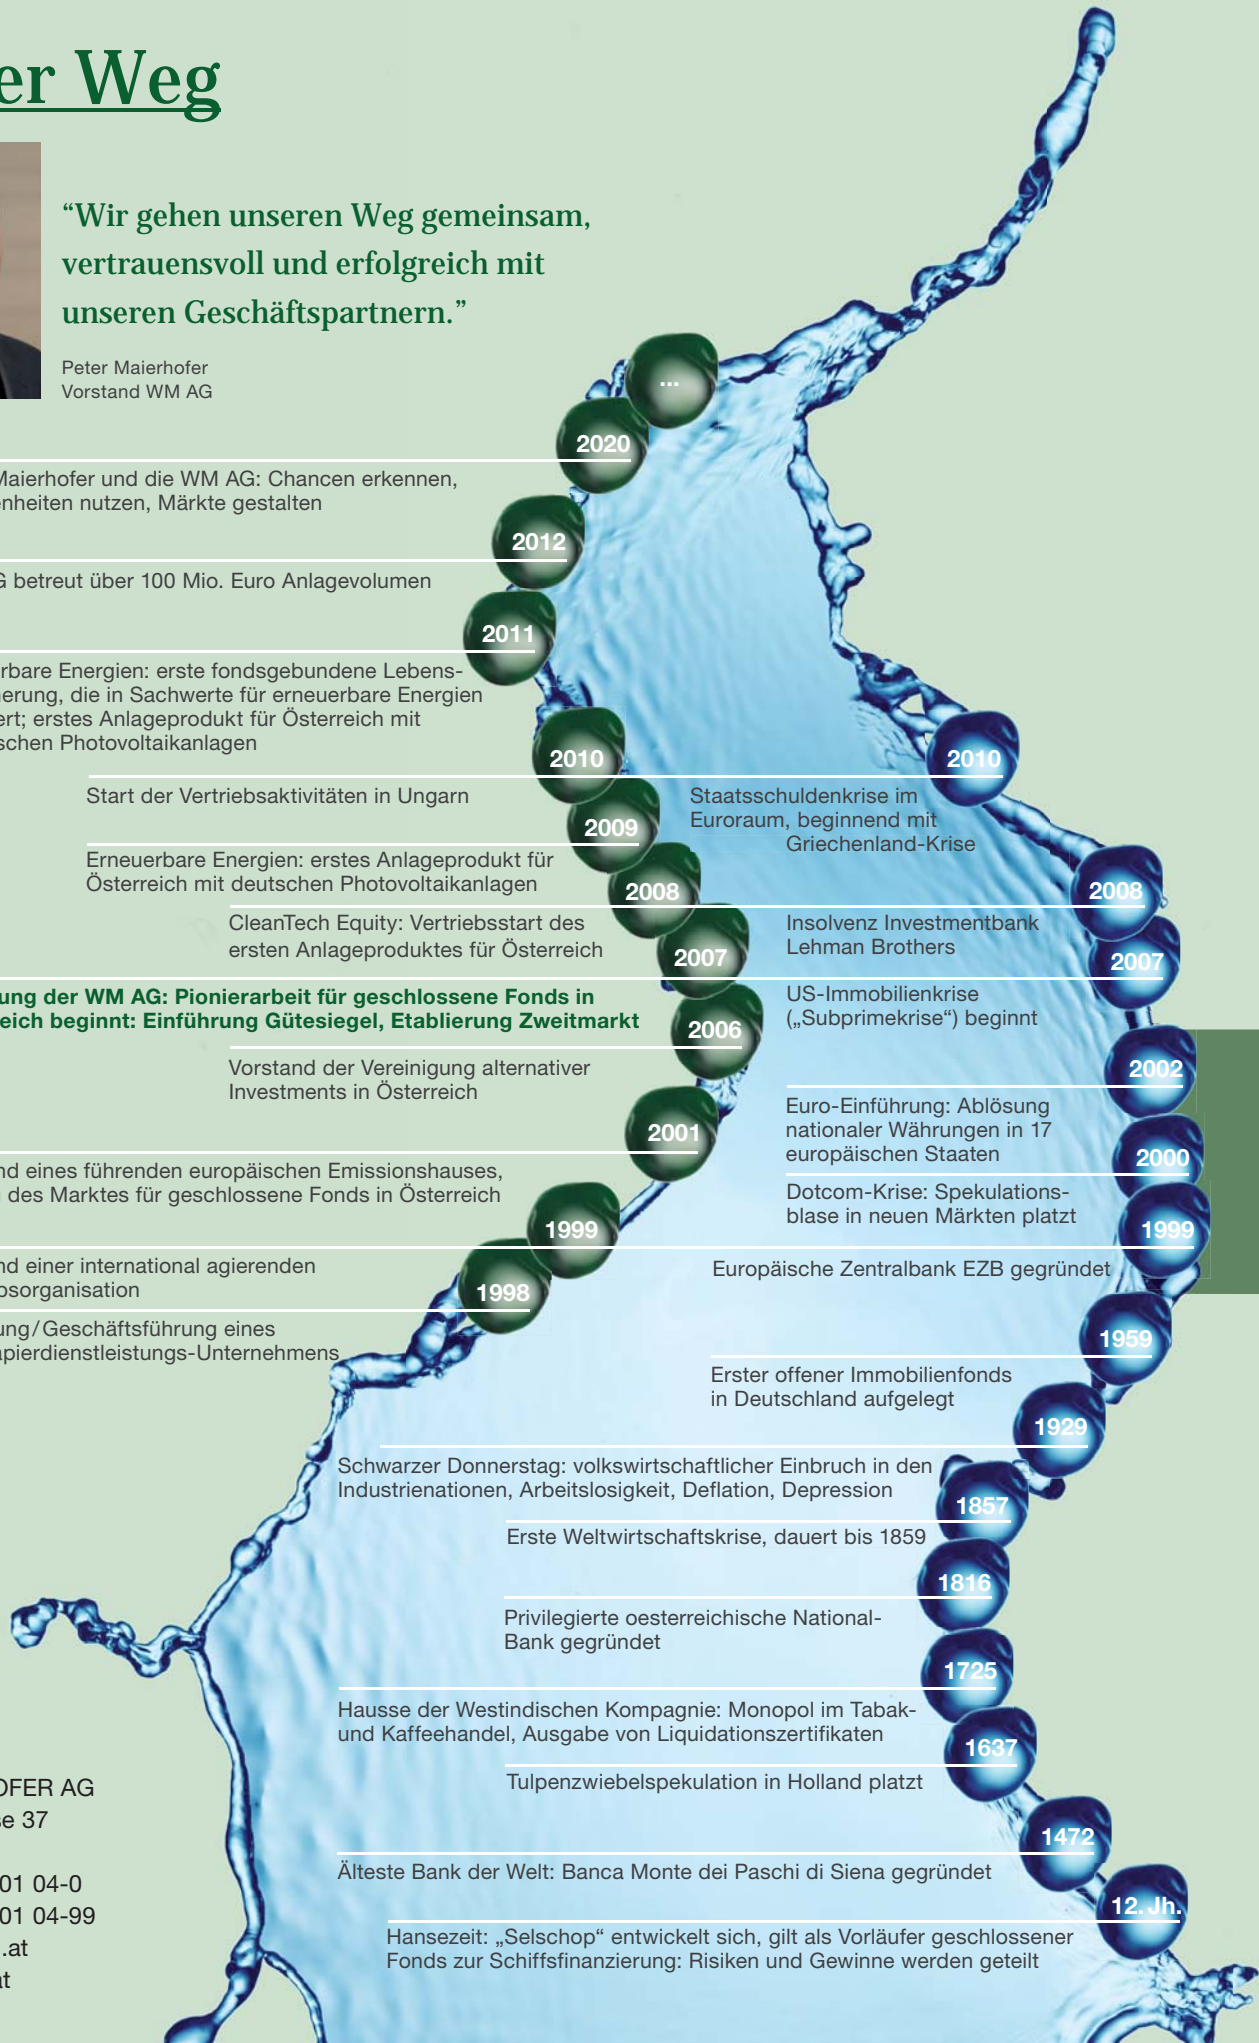 er Weg
“Wir gehen unseren Weg gemeinsam,
vertrauensvoll und erfolgreich mit
unseren Geschäftspartnern.”
Peter Maierhofer
Vorstand WM AG
...
2020
Maierhofer und die WM AG: Chancen erkennen,
enheiten nutzen, Märkte gestalten
2012
G betreut über 100 Mio. Euro Anlagevolumen
2011
rbare Energien: erste fondsgebundene Lebens-
nerung, die in Sachwerte für erneuerbare Energien
ert; erstes Anlageprodukt für Österreich mit
schen Photovoltaikanlagen
2010
Start der Vertriebsaktivitäten in Ungarn
2009
Erneuerbare Energien: erstes Anlageprodukt für
Österreich mit deutschen Photovoltaikanlagen
2008
CleanTech Equity: Vertriebsstart des
ersten Anlageproduktes für Österreich
2007
ung der WM AG: Pionierarbeit für geschlossene Fonds in
reich beginnt: Einführung Gütesiegel, Etablierung Zweitmarkt
2006
Vorstand der Vereinigung alternativer
Investments in Österreich
2001
nd eines führenden europäischen Emissionshauses,
des Marktes für geschlossene Fonds in Österreich
1999
nd einer international agierenden
bsorganisation
1998
ung/Geschäftsführung eines
apierdienstleistungs-Unternehmens
2010
Staatsschuldenkrise im
Euroraum, beginnend mit
Griechenland-Krise
2008
Insolvenz Investmentbank
Lehman Brothers
2007
US-Immobilienkrise
(„Subprimekrise“) beginnt
2002
Euro-Einführung: Ablösung
nationaler Währungen in 17
europäischen Staaten
2000
Dotcom-Krise: Spekulations-
blase in neuen Märkten platzt
1999
Europäische Zentralbank EZB gegründet
1959
Erster offener Immobilienfonds
in Deutschland aufgelegt
1929
Schwarzer Donnerstag: volkswirtschaftlicher Einbruch in den
Industrienationen, Arbeitslosigkeit, Deflation, Depression
1857
Erste Weltwirtschaftskrise, dauert bis 1859
1816
Privilegierte oesterreichische National-
Bank gegründet
1725
Hausse der Westindischen Kompagnie: Monopol im Tabak-
und Kaffeehandel, Ausgabe von Liquidationszertifikaten
1637
Tulpenzwiebelspekulation in Holland platzt
1472
Älteste Bank der Welt: Banca Monte dei Paschi di Siena gegründet
12. Jh.
Hansezeit: „Selschop“ entwickelt sich, gilt als Vorläufer geschlossener
Fonds zur Schiffsfinanzierung: Risiken und Gewinne werden geteilt
OFER AG
se 37
01 04-0
01 04-99
.at
at